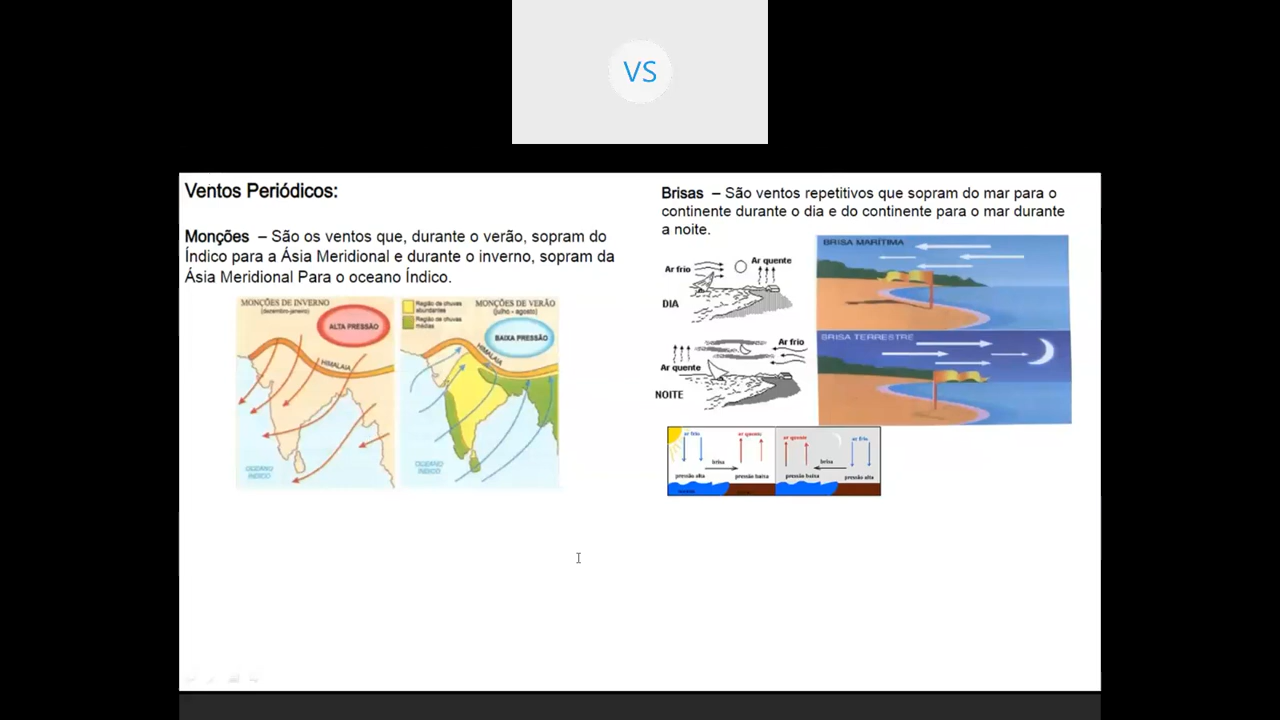 VS
Ventos Periódicos:
Monções – São os ventos que, durante o verão, sopram do
Índico para a Ásia Meridional e durante o inverno, sopram da
Ásia Meridional Para o oceano Índico.
MONÇÕES DE INVERNO
(dezembro-janeiro)
ALTA PRESSÃO
HIMALAIA
OCEANO
ÍNDICO
Região de chuvas
abundantes
Região de chuvas
médias
MONÇÕES DE VERÃO
(julho - agosto)
BAIXA PRESSÃO
HIMALAIA
OCEANO
ÍNDICO
Brisas – São ventos repetitivos que sopram do mar para o
continente durante o dia e do continente para o mar durante
a noite.
Ar frio
Ar quente
DIA
Ar frio
Ar quente
NOITE
BRISA MARÍTIMA
BRISA TERRESTRE
ar frio
ar quente
brisa
pressão alta
pressão baixa
ar quente
ar frio
brisa
pressão baixa
pressão alta